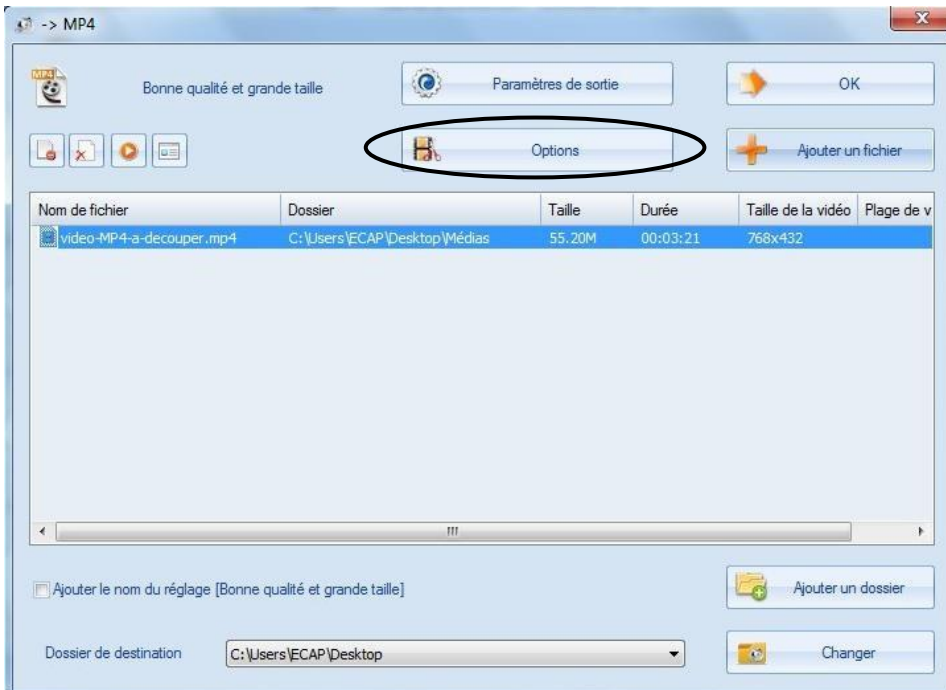 -> MP4
MP4
Bonne qualité et grande taille
Paramètres de sortie
OK
Options
Ajouter un fichier
Nom de fichier Dossier Taille Durée Taille de la vidéo Plage de v
video-MP4-a-decouper.mp4 C:\Users\ECAP\Desktop\Médias 55.20M 00:03:21 768x432
Ajouter le nom du réglage [Bonne qualité et grande taille]
Ajouter un dossier
Dossier de destination
C:\Users\ECAP\Desktop
Changer